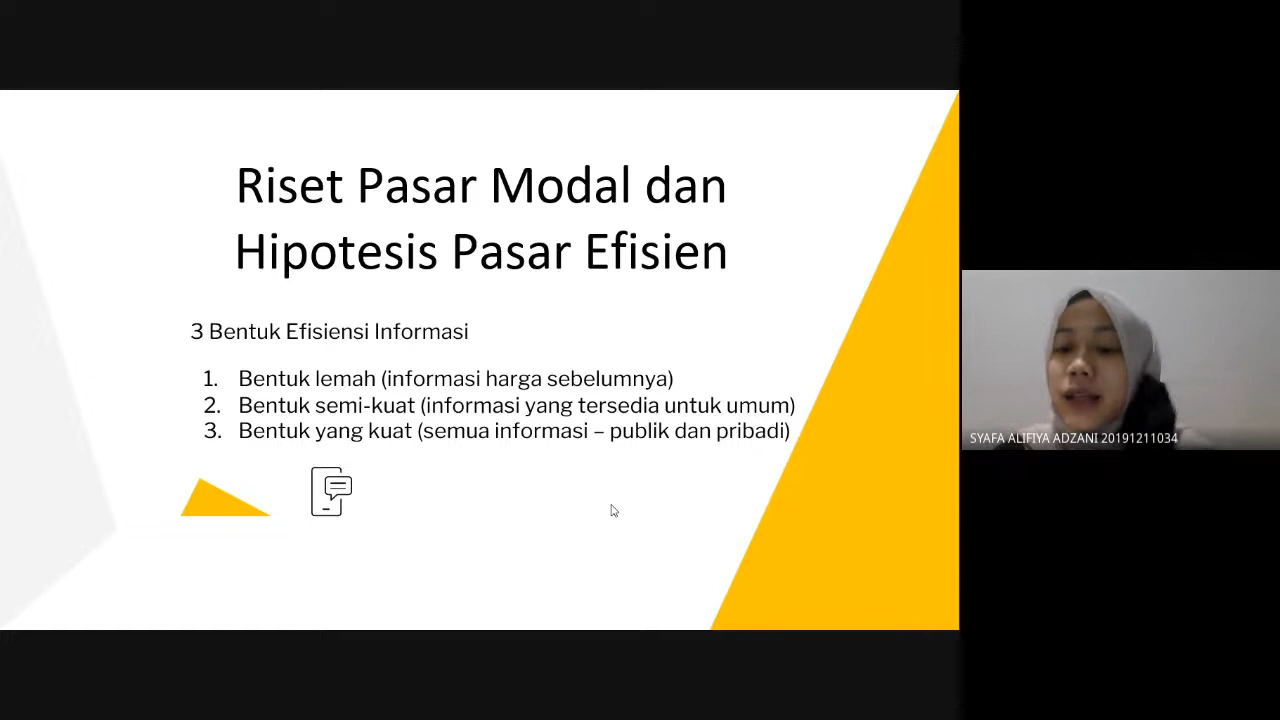 Riset Pasar Modal dan
Hipotesis Pasar Efisien
3 Bentuk Efisiensi Informasi
1. Bentuk lemah (informasi harga sebelumnya)
2. Bentuk semi-kuat (informasi yang tersedia untuk umum)
3. Bentuk yang kuat (semua informasi – publik dan pribadi)
SYAFA ALIFIYA ADZANI 20191211034